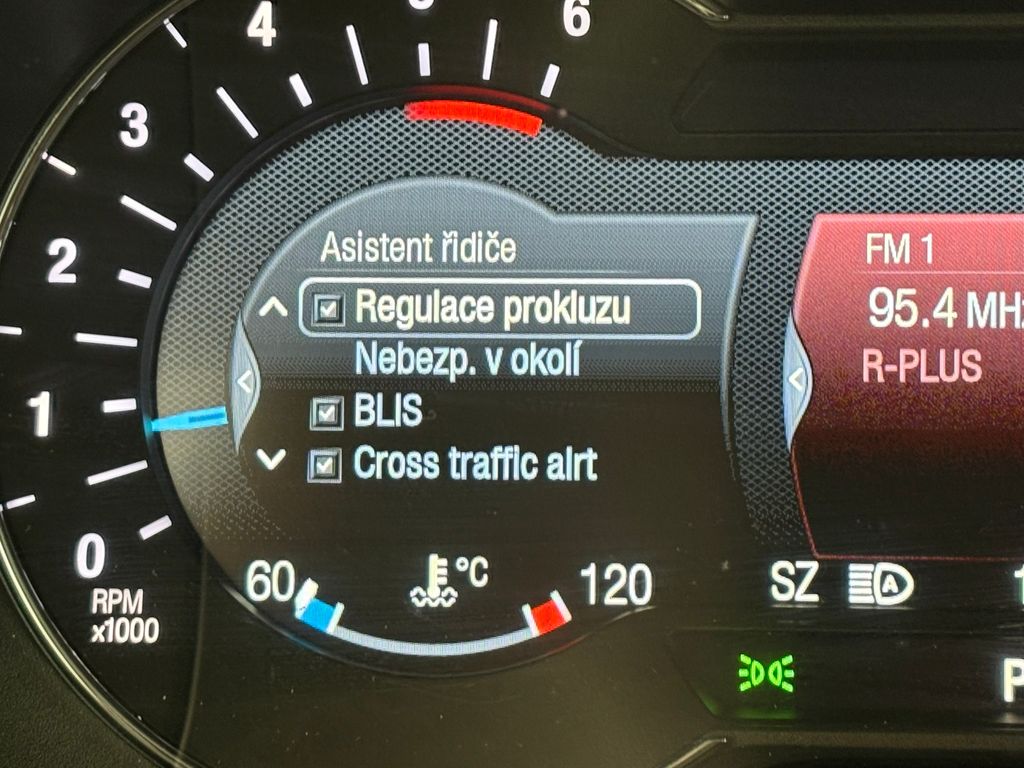 4
6
3
2
1
0
RPM
x1000
Asistent řidiče
Regulace prokluzu
Nebezp. v okolí
BLIS
Cross traffic alrt
60
°C
120
FM 1
95.4 MHz
R-PLUS
SZ
A
P